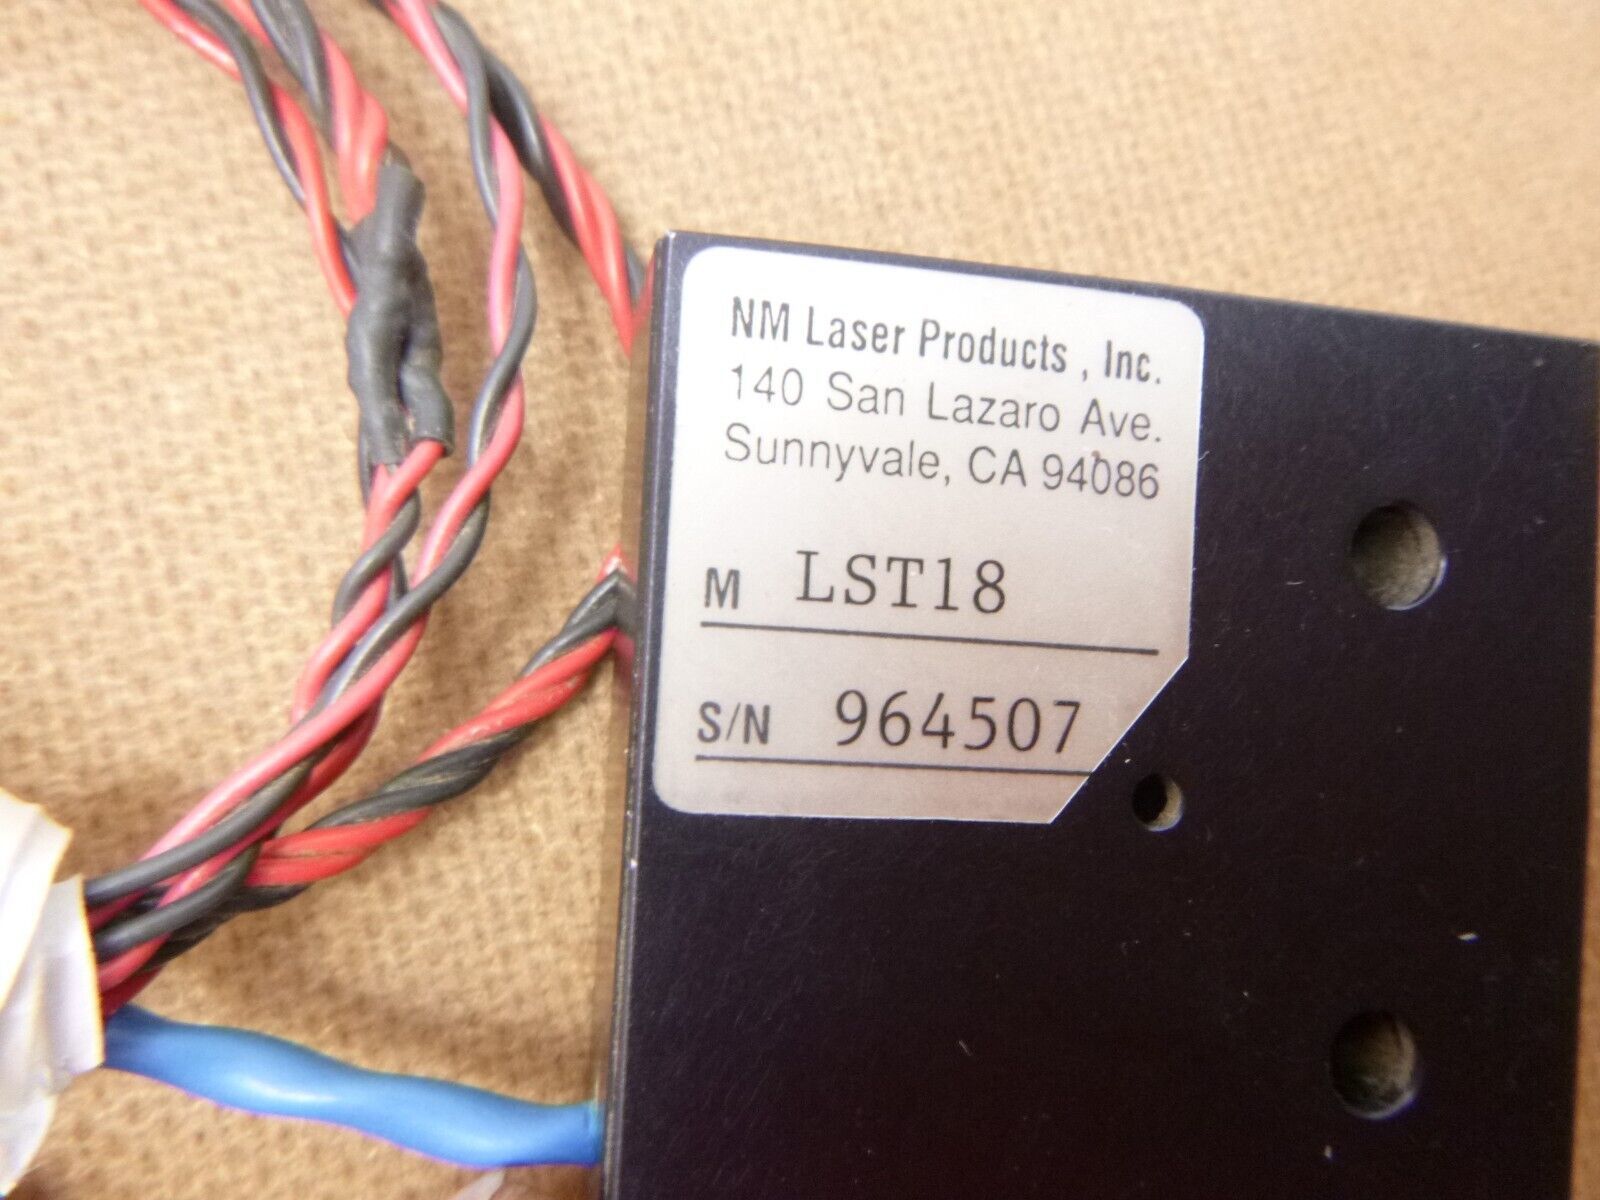 NM Laser Products , Inc.
140 San Lazaro Ave.
Sunnyvale, CA 94086
M LST18
S/N 964507